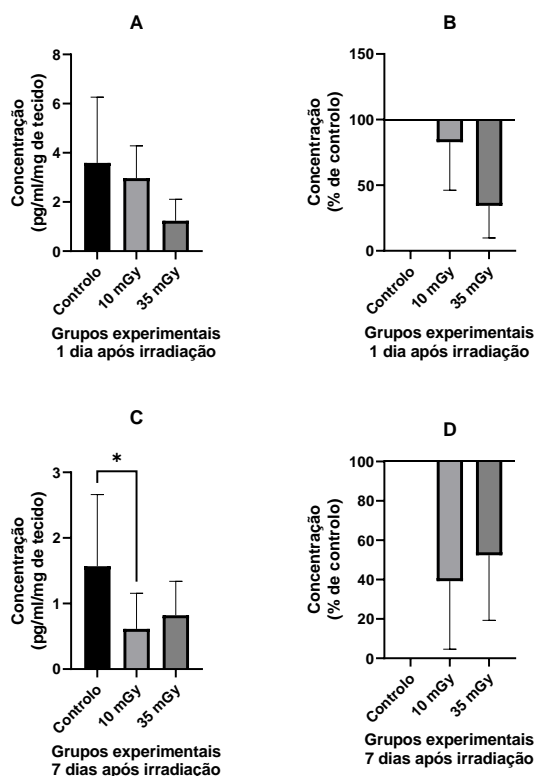 A
Concentração
(pg/ml/mg de tecido)
8
6
4
2
0
Controlo
10 mGy
35 mGy
Grupos experimentais
1 dia após irradiação
B
Concentração
(% de controlo)
150
100
50
0
Controlo
10 mGy
35 mGy
Grupos experimentais
1 dia após irradiação
C
Concentração
(pg/ml/mg de tecido)
3
2
1
0
*
Controlo
10 mGy
35 mGy
Grupos experimentais
7 dias após irradiação
D
Concentração
(% de controlo)
100
80
60
40
20
0
Controlo
10 mGy
35 mGy
Grupos experimentais
7 dias após irradiação